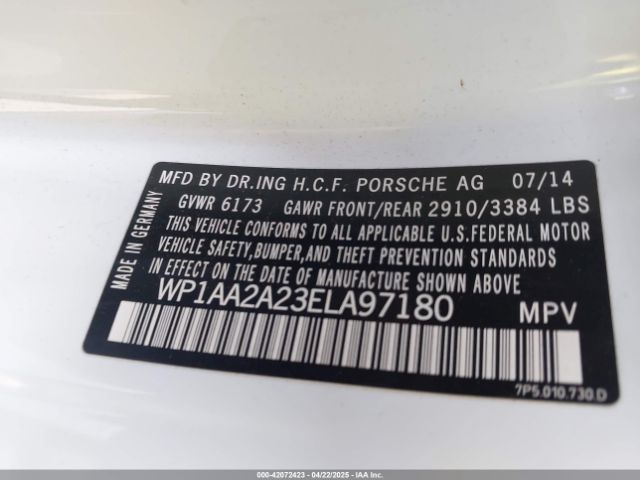 MFD BY DR.ING H.C.F. PORSCHE AG 07/14
GVWR 6173 GAWR FRONT/REAR 2910/3384 LBS
THIS VEHICLE CONFORMS TO ALL APPLICABLE U.S.FEDERAL MOTOR
VEHICLE SAFETY,BUMPER,AND THEFT PREVENTION STANDARDS
IN EFFECT ON THE DATE OF MANUFACTURE SHOWN ABOVE
WP1AA2A23ELA97180 MPV
MADE IN GERMANY
7P5.010.730.D
000-42072423 - 04/22/2025 - IAAI.COM